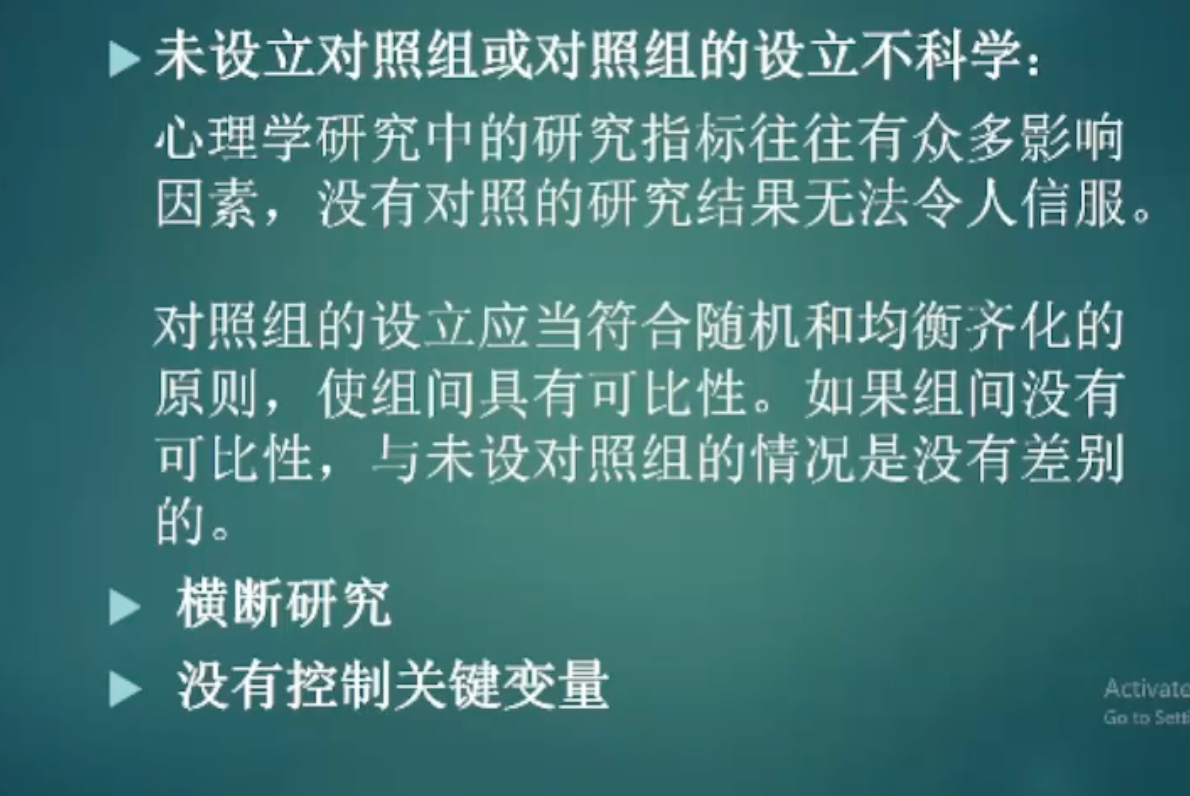 未设立对照组或对照组的设立不科学：
心理学研究中的研究指标往往有众多影响
因素，没有对照的研究结果无法令人信服。
对照组的设立应当符合随机和均衡齐化的
原则，使组间具有可比性。如果组间没有
可比性，与未设对照组的情况是没有差别
的。
横断研究
没有控制关键变量
Activate
Go to Setti